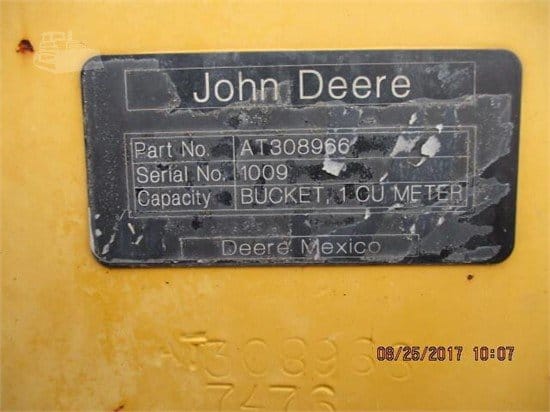 John Deere
Part No. AT308966
Serial No. 1009
Capacity BUCKET, 1 CU METER
Deere Mexico
08/25/2017 10:07